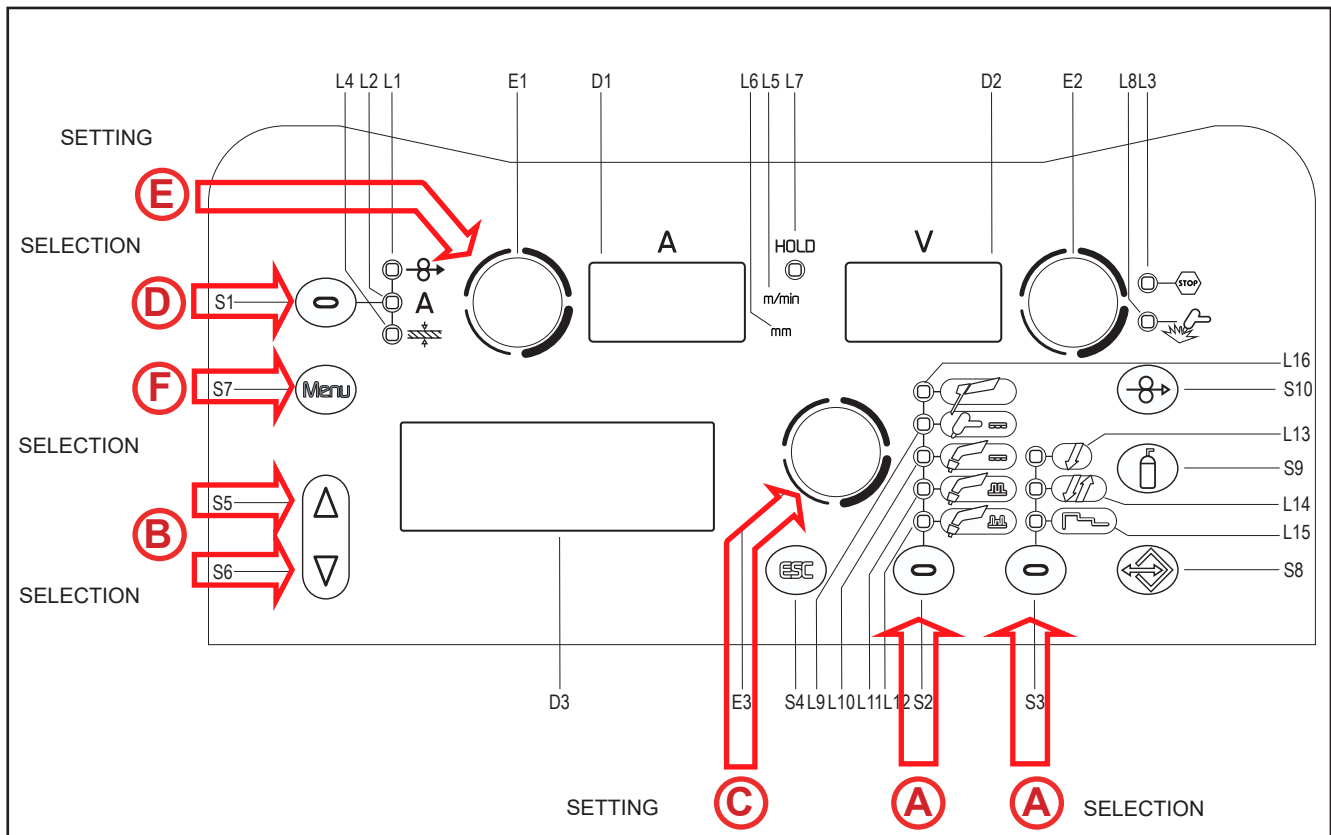 L4 L2 L1 E1 D1 L6 L5 L7 D2 E2 L8 L3
SETTING
E
SELECTION
A HOLD V
STOP
D S1 A m/min
mm
L16
F S7 Menu S10
SELECTION
L13
S9
S5
L14
B
L15
S6 ESC S8
SELECTION
D3 E3 S4 L9 L10 L11 L12 S2 S3
SETTING C A A SELECTION